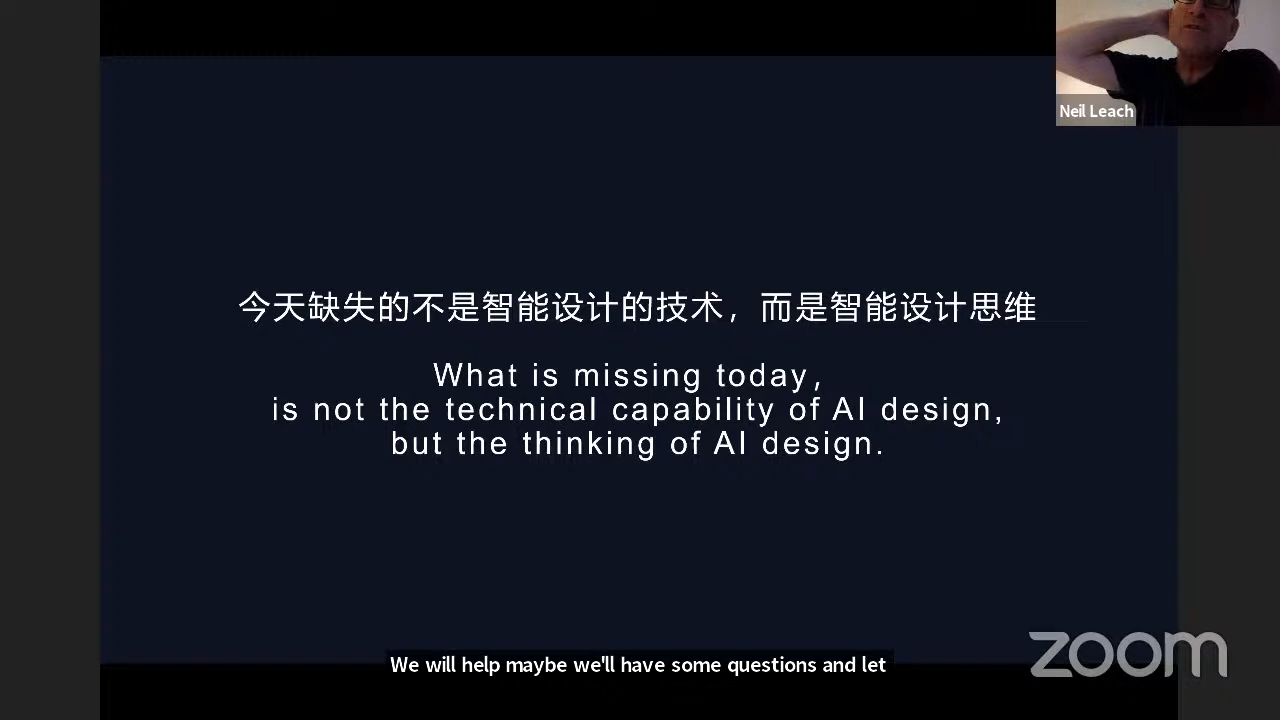 Neil Leach
今天缺失的不是智能设计的技术，而是智能设计思维
What is missing today,
is not the technical capability of AI design,
but the thinking of AI design.
zoom
We will help maybe we'll have some questions and let